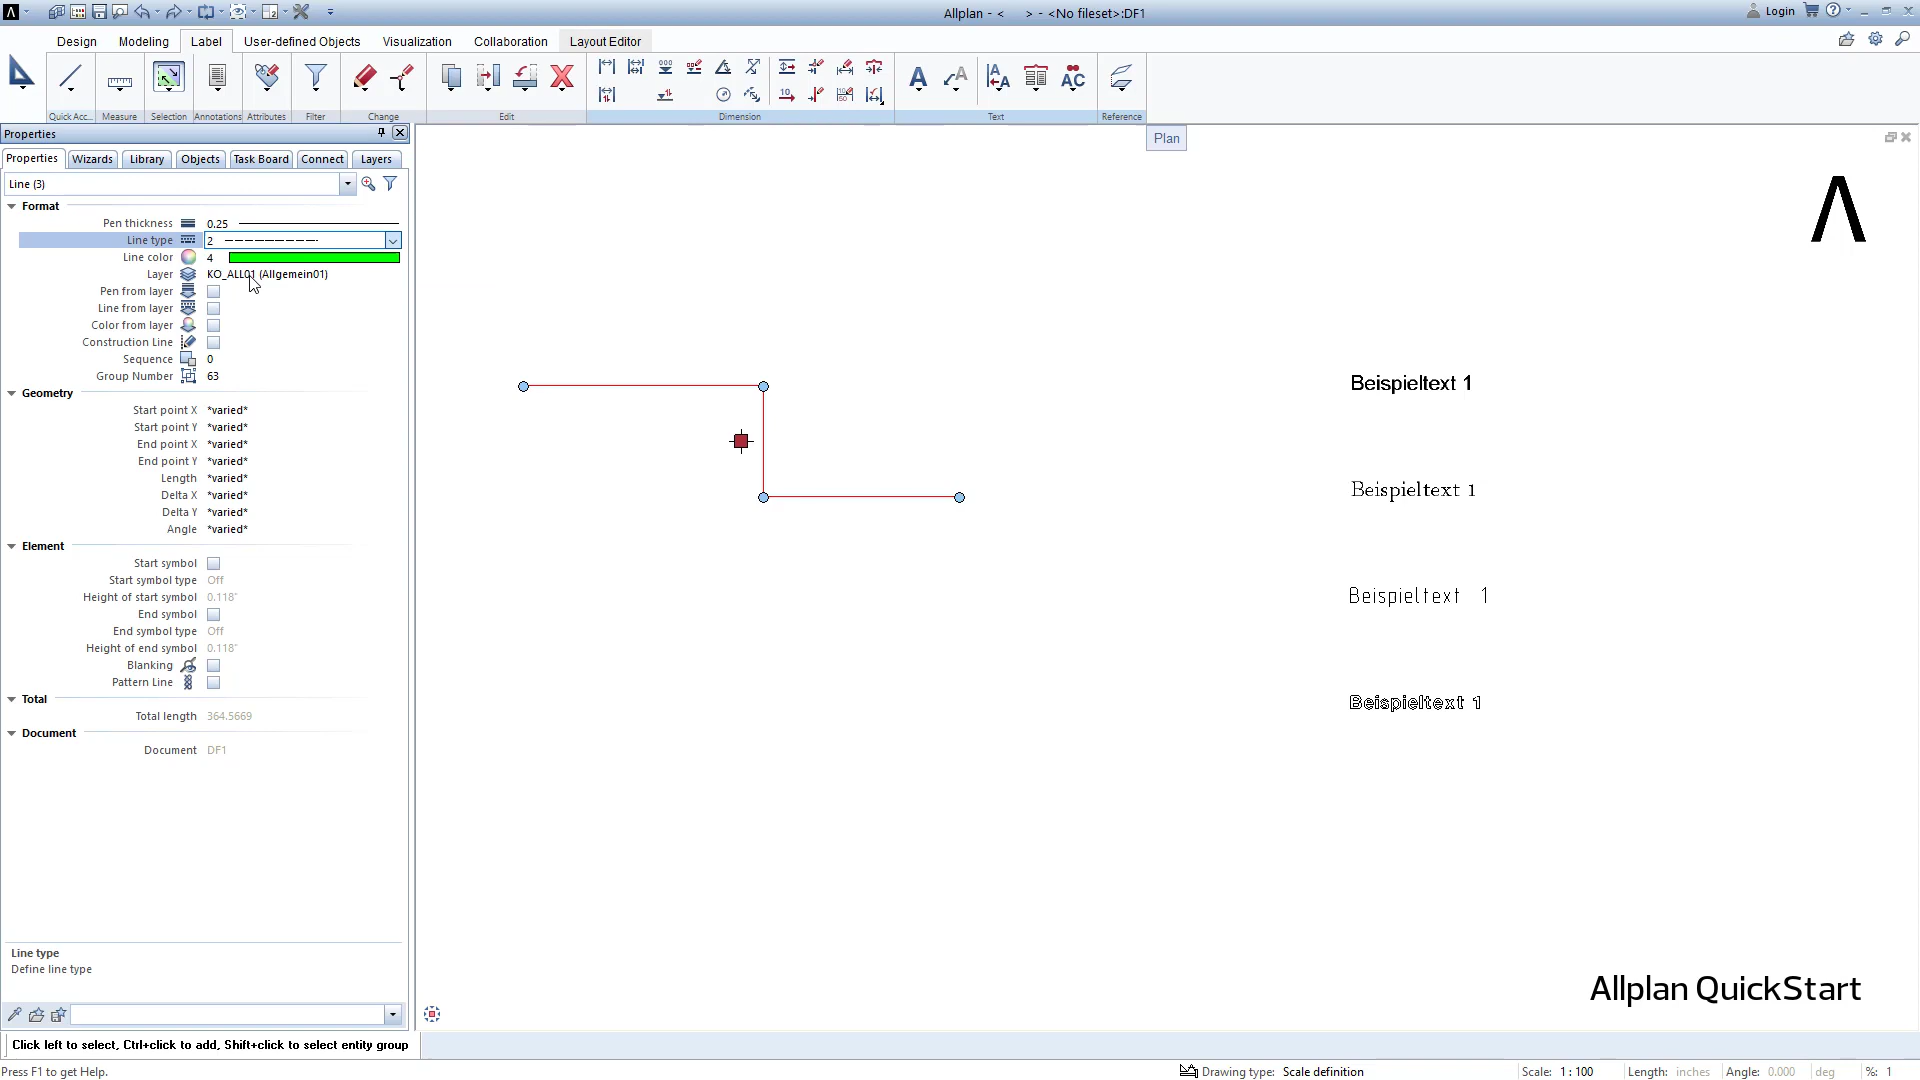 Allplan - <      > - <No fileset>:DF1
Login
Design Modeling Label User-defined Objects Visualization Collaboration Layout Editor
Quick Acc... Measure Selection Annotations Attributes Filter Change Edit Dimension Text Reference
Properties
Plan
Properties Wizards Library Objects Task Board Connect Layers
Line (3)
Format
Pen thickness 0.25
Line type 2
Line color 4
Layer KO_ALL01 (Allgemein01)
Pen from layer
Line from layer
Color from layer
Construction Line
Sequence 0
Group Number 63
Geometry
Start point X *varied*
Start point Y *varied*
End point X *varied*
End point Y *varied*
Length *varied*
Delta X *varied*
Delta Y *varied*
Angle *varied*
Element
Start symbol
Start symbol type Off
Height of start symbol 0.118"
End symbol
End symbol type Off
Height of end symbol 0.118"
Blanking
Pattern Line
Total
Total length 364.5669
Document
Document DF1
Line type
Define line type
Beispieltext 1
Beispieltext 1
Beispieltext 1
Beispieltext 1
Allplan QuickStart
Click left to select, Ctrl+click to add, Shift+click to select entity group
Press F1 to get Help.
Drawing type: Scale definition Scale: 1 : 100 Length: inches Angle: 0.000 deg %: 1